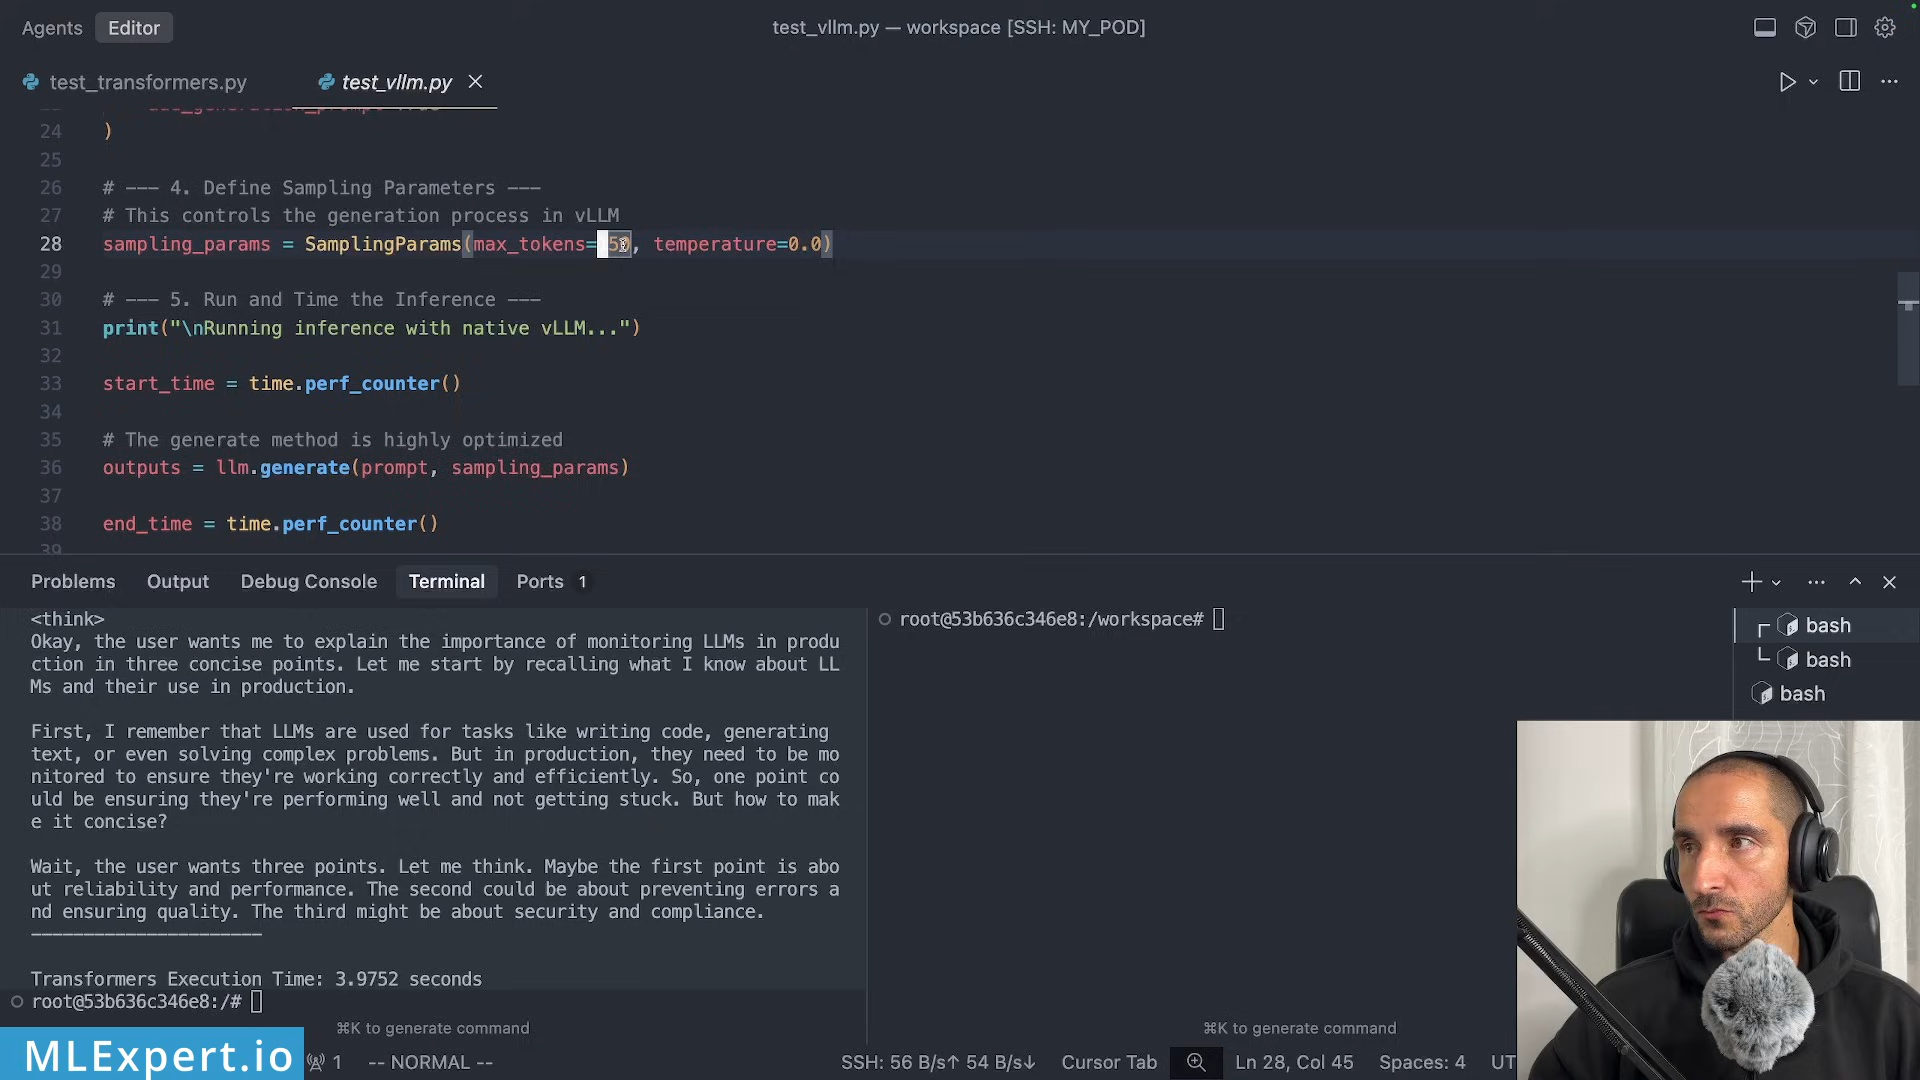 Agents Editor
test_vllm.py — workspace [SSH: MY_POD]
test_transformers.py
test_vllm.py
24 )
25
26 # --- 4. Define Sampling Parameters ---
27 # This controls the generation process in vLLM
28 sampling_params = SamplingParams(max_tokens= , temperature=0.0)
29
30 # --- 5. Run and Time the Inference ---
31 print("\nRunning inference with native vLLM...")
32
33 start_time = time.perf_counter()
34
35 # The generate method is highly optimized
36 outputs = llm.generate(prompt, sampling_params)
37
38 end_time = time.perf_counter()
39
Problems Output Debug Console Terminal Ports 1
<think>
Okay, the user wants me to explain the importance of monitoring LLMs in produ
ction in three concise points. Let me start by recalling what I know about LL
Ms and their use in production.
First, I remember that LLMs are used for tasks like writing code, generating
text, or even solving complex problems. But in production, they need to be mo
nitored to ensure they're working correctly and efficiently. So, one point co
uld be ensuring they're performing well and not getting stuck. But how to mak
e it concise?
Wait, the user wants three points. Let me think. Maybe the first point is abo
ut reliability and performance. The second could be about preventing errors a
nd ensuring quality. The third might be about security and compliance.
----------------------
Transformers Execution Time: 3.9752 seconds
root@53b636c346e8:/#
⌘K to generate command
root@53b636c346e8:/workspace#
⌘K to generate command
bash
bash
bash
MLExpert.io
1 -- NORMAL --
SSH: 56 B/s↑ 54 B/s↓ Cursor Tab Ln 28, Col 45 Spaces: 4 UT